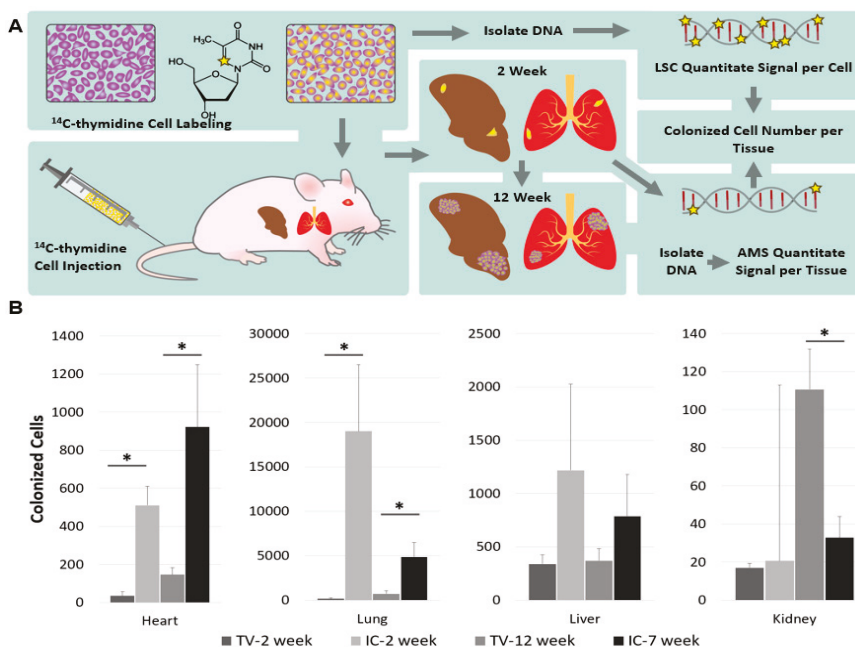 A
Isolate DNA
CH₃
NH
O
N
O
HO
O
OH
¹⁴C-thymidine Cell Labeling
LSC Quantitate Signal per Cell
2 Week
Colonized Cell Number per
Tissue
12 Week
¹⁴C-thymidine
Cell Injection
Isolate
DNA
AMS Quantitate
Signal per Tissue
B
Colonized Cells
1400
1200
1000
800
600
400
200
0
*
*
Heart
30000
25000
20000
15000
10000
5000
0
*
*
Lung
2500
2000
1500
1000
500
0
Liver
140
120
100
80
60
40
20
0
*
Kidney
TV-2 week IC-2 week TV-12 week IC-7 week